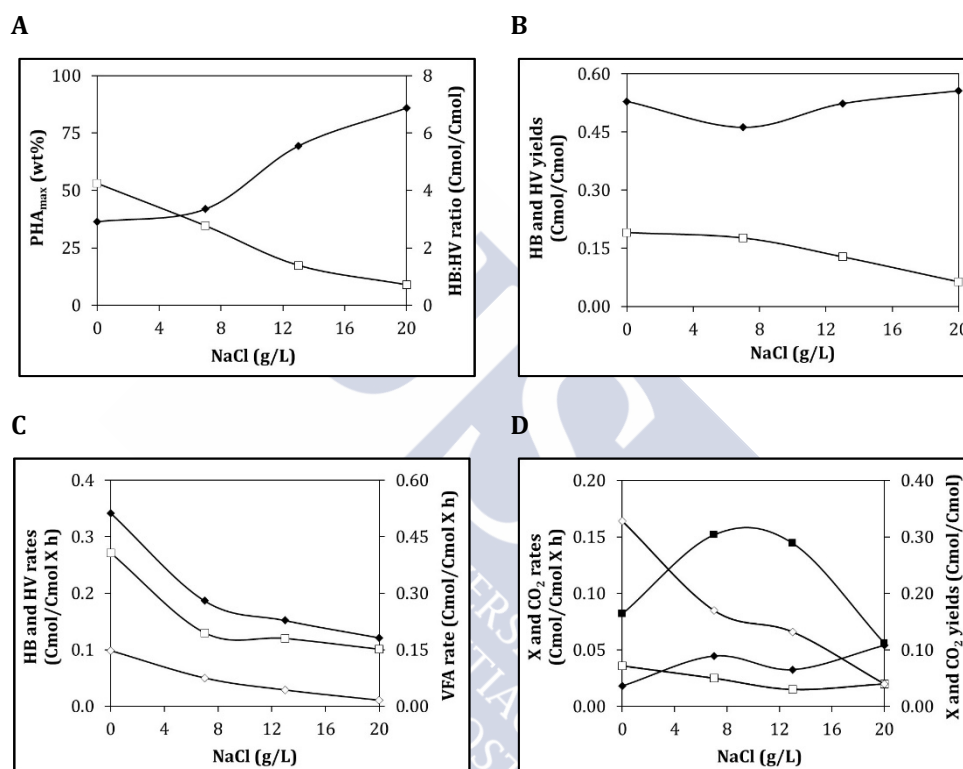 A
B
100
75
50
25
0
PHAmax (wt%)
8
6
4
2
0
HB:HV ratio (Cmol/Cmol)
0 4 8 12 16 20
NaCl (g/L)
0.60
0.45
0.30
0.15
0.00
HB and HV yields
(Cmol/Cmol)
0 4 8 12 16 20
NaCl (g/L)
C
D
0.4
0.3
0.2
0.1
0.0
HB and HV rates
(Cmol/Cmol X h)
0.60
0.45
0.30
0.15
0.00
VFA rate (Cmol/Cmol X h)
0 4 8 12 16 20
NaCl (g/L)
0.20
0.15
0.10
0.05
0.00
X and CO2 rates
(Cmol/Cmol X h)
0.40
0.30
0.20
0.10
0.00
X and CO2 yields (Cmol/Cmol)
0 4 8 12 16 20
NaCl (g/L)